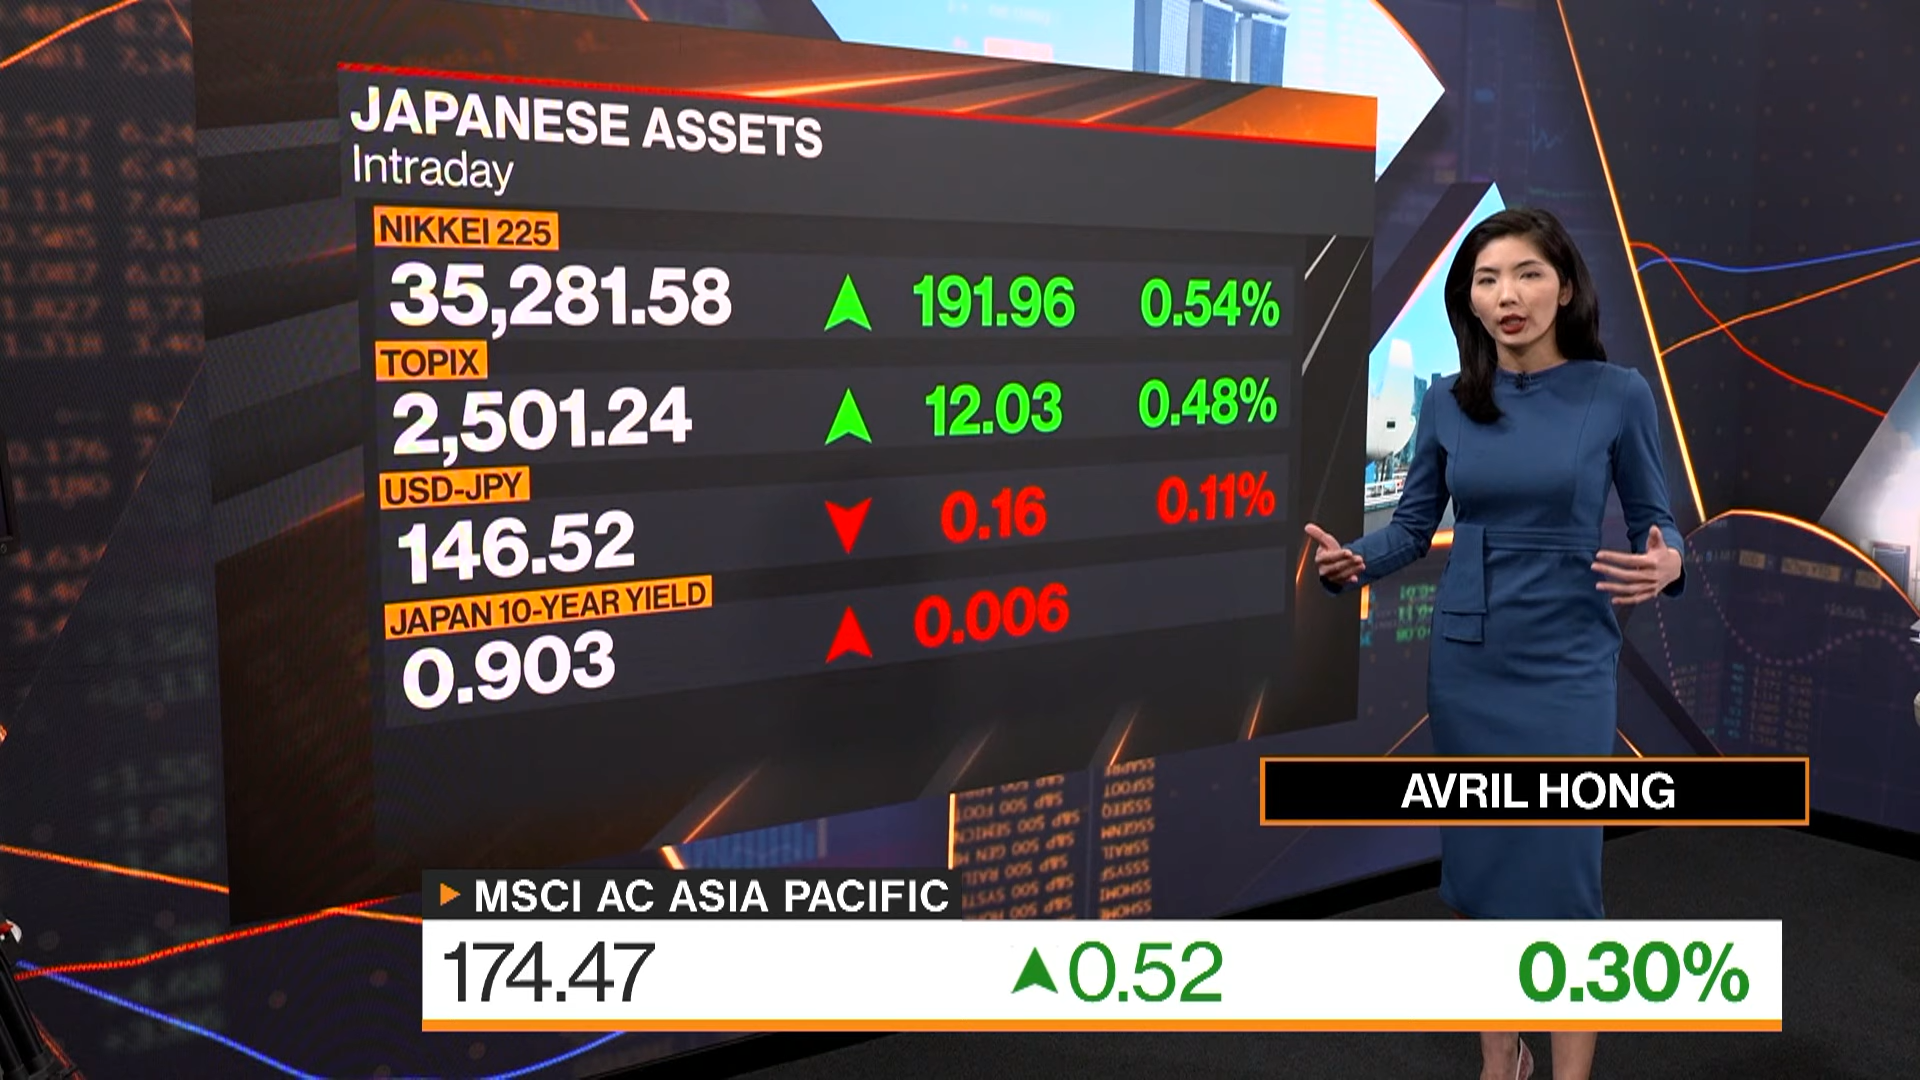 JAPANESE ASSETS
Intraday
NIKKEI 225
35,281.58 ▲ 191.96 0.54%
TOPIX
2,501.24 ▲ 12.03 0.48%
USD-JPY
146.52 ▼ 0.16 0.11%
JAPAN 10-YEAR YIELD
0.903 ▲ 0.006
AVRIL HONG
MSCI AC ASIA PACIFIC
174.47 ▲0.52 0.30%